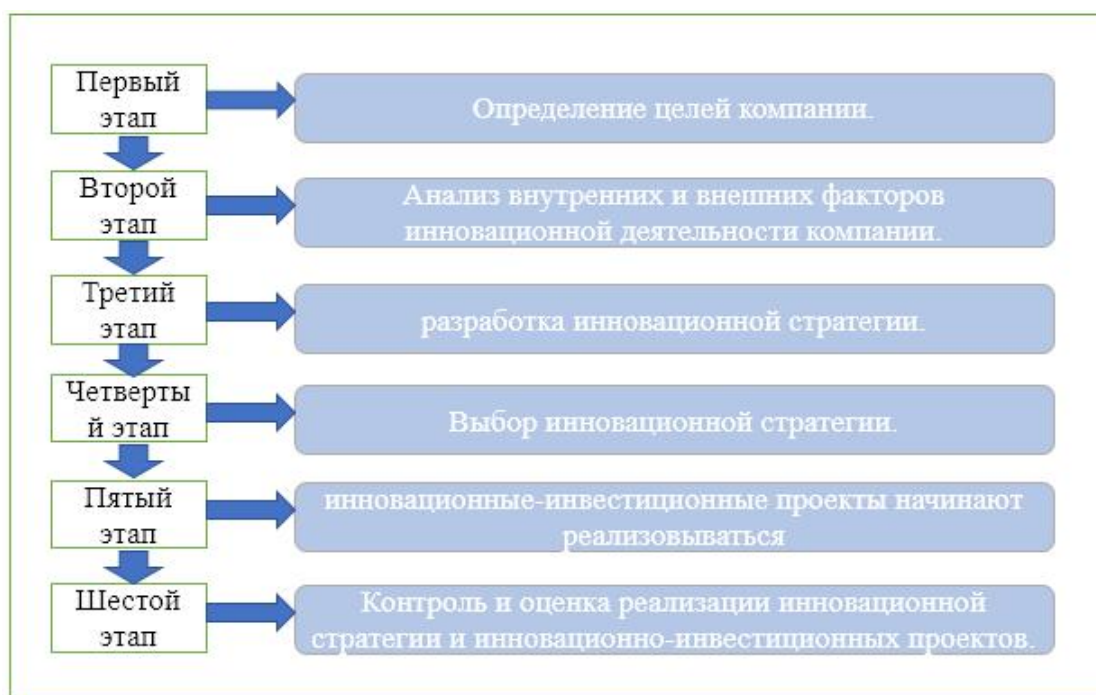 Первый
этап
Определение целей компании.
Второй
этап
Анализ внутренних и внешних факторов
инновационной деятельности компании.
Третий
этап
разработка инновационной стратегии.
Четверты
й этап
Выбор инновационной стратегии.
Пятый
этап
инновационные-инвестиционные проекты начинают
реализовываться
Шестой
этап
Контроль и оценка реализации инновационной
стратегии и инновационно-инвестиционных проектов.